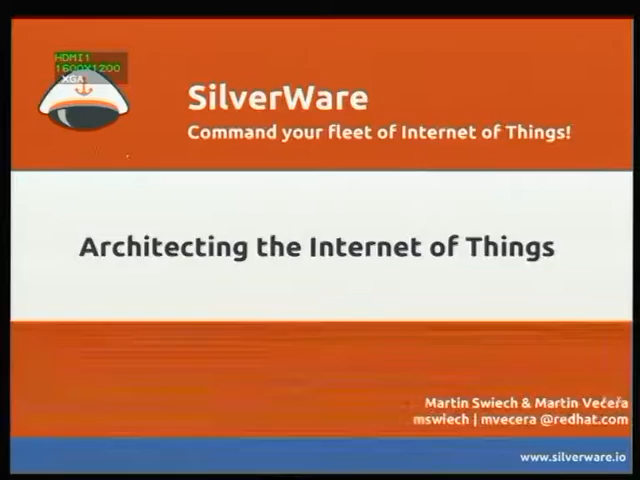 HDMI1
1600X1200
XGA
SilverWare
Command your fleet of Internet of Things!
Architecting the Internet of Things
Martin Swiech & Martin Večeřa
mswiech | mvecera @redhat.com
www.silverware.io